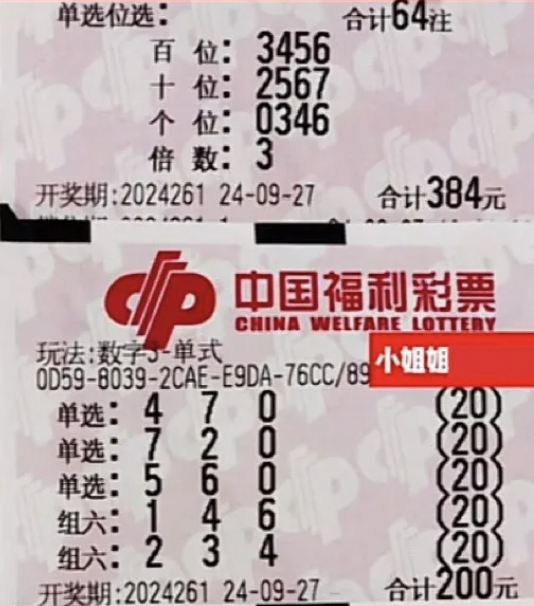 单选位选: 合计64注
百 位: 3456
十 位: 2567
个 位: 0346
倍 数: 3
开奖期:2024261 24-09-27 合计384元
中国福利彩票
CHINA WELFARE LOTTERY
玩法:数字3-单式
小姐姐
0D59-8039-2CAE-E9DA-76CC/89
单选: 4 7 0 (20)
单选: 7 2 0 (20)
单选: 5 6 0 (20)
组六: 1 4 6 (20)
组六: 2 3 4 (20)
开奖期:2024261 24-09-27 合计200元